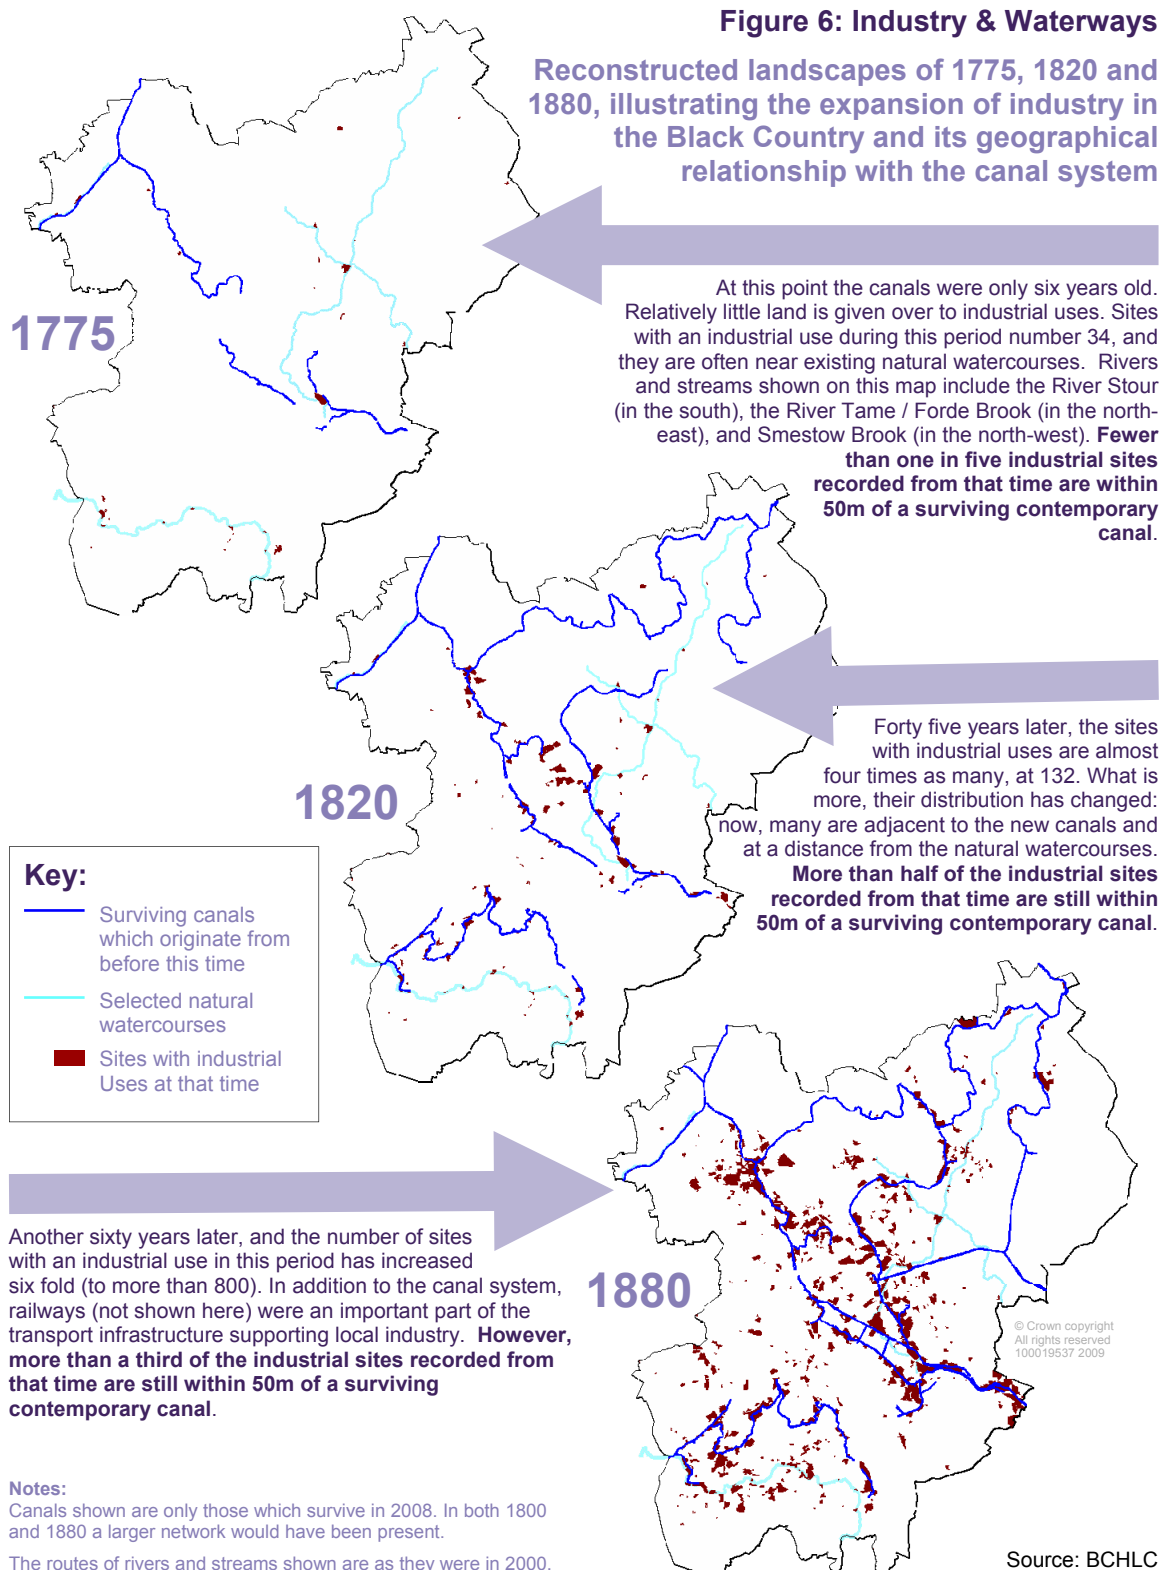 Figure 6: Industry & Waterways
Reconstructed landscapes of 1775, 1820 and
1880, illustrating the expansion of industry in
the Black Country and its geographical
relationship with the canal system
1775
At this point the canals were only six years old.
Relatively little land is given over to industrial uses. Sites
with an industrial use during this period number 34, and
they are often near existing natural watercourses. Rivers
and streams shown on this map include the River Stour
(in the south), the River Tame / Forde Brook (in the north-
east), and Smestow Brook (in the north-west). Fewer
than one in five industrial sites
recorded from that time are within
50m of a surviving contemporary
canal.
1820
Forty five years later, the sites
with industrial uses are almost
four times as many, at 132. What is
more, their distribution has changed:
now, many are adjacent to the new canals and
at a distance from the natural watercourses.
More than half of the industrial sites
recorded from that time are still within
50m of a surviving contemporary canal.
Key:
Surviving canals
which originate from
before this time
Selected natural
watercourses
Sites with industrial
Uses at that time
Another sixty years later, and the number of sites
with an industrial use in this period has increased
six fold (to more than 800). In addition to the canal system,
railways (not shown here) were an important part of the
transport infrastructure supporting local industry. However,
more than a third of the industrial sites recorded from
that time are still within 50m of a surviving
contemporary canal.
1880
© Crown copyright
All rights reserved
100019537 2009
Notes:
Canals shown are only those which survive in 2008. In both 1800
and 1880 a larger network would have been present.
The routes of rivers and streams shown are as they were in 2000.
Source: BCHLC